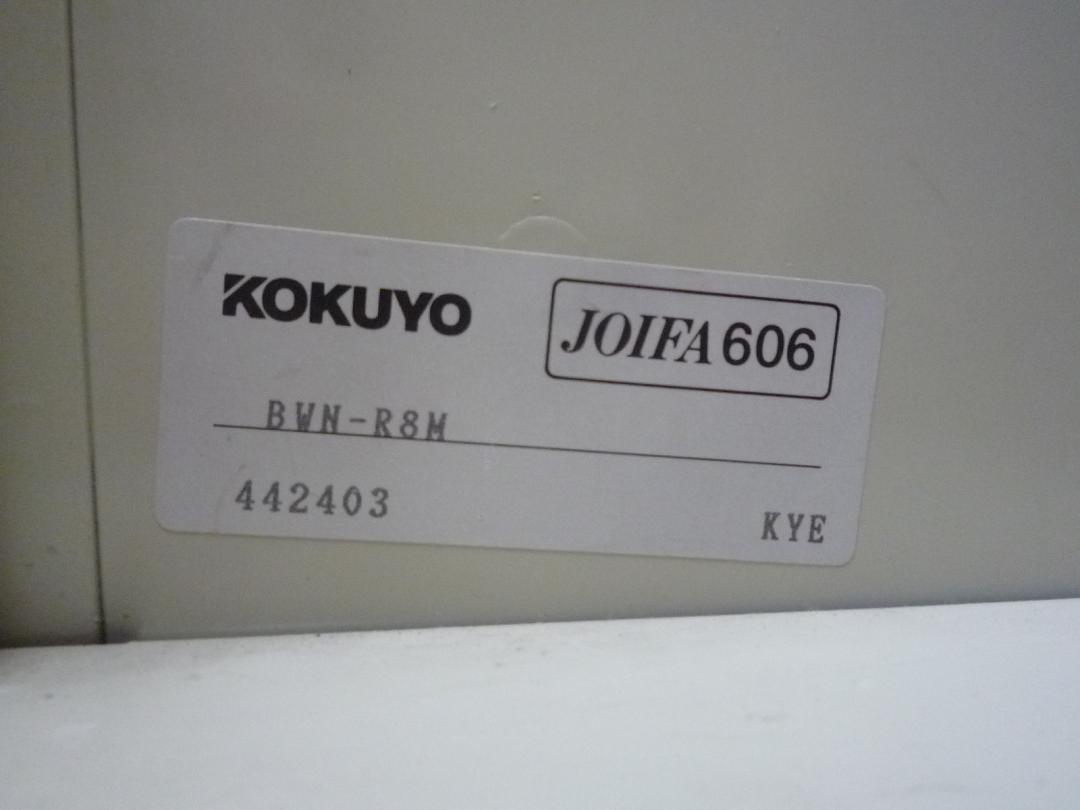 KOKUYO
JOIFA 606
BWN-R8M
442403
KYE